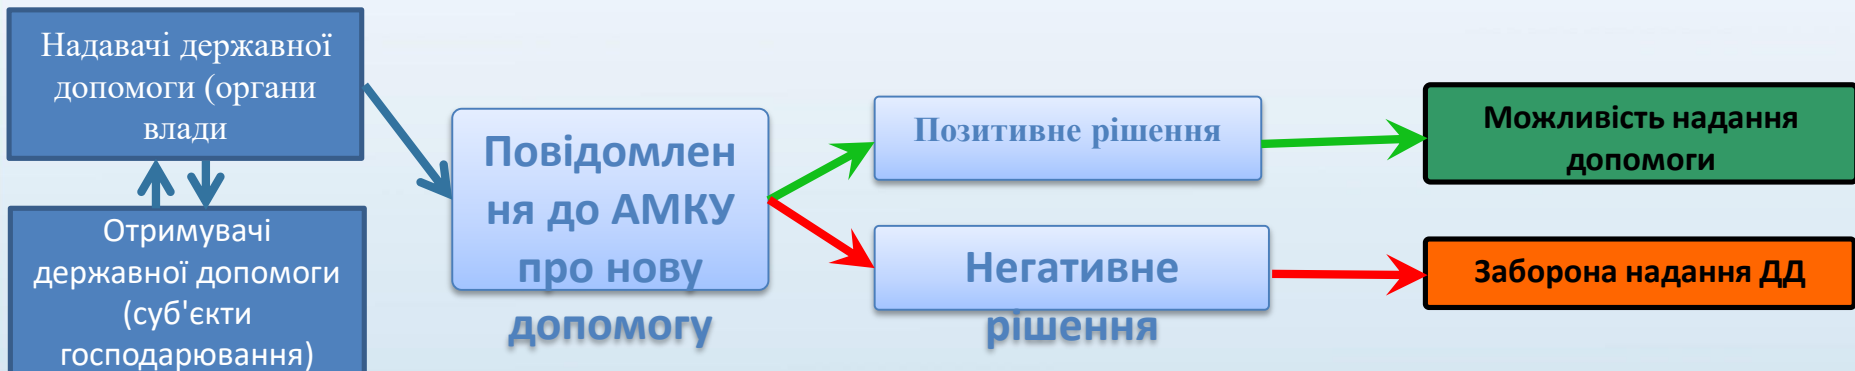 Надавачі державної
допомоги (органи
влади
Отримувачі
державної допомоги
(суб'єкти
господарювання)
Повідомлен
ня до АМКУ
про нову
допомогу
Позитивне рішення
Негативне
рішення
Можливість надання
допомоги
Заборона надання ДД